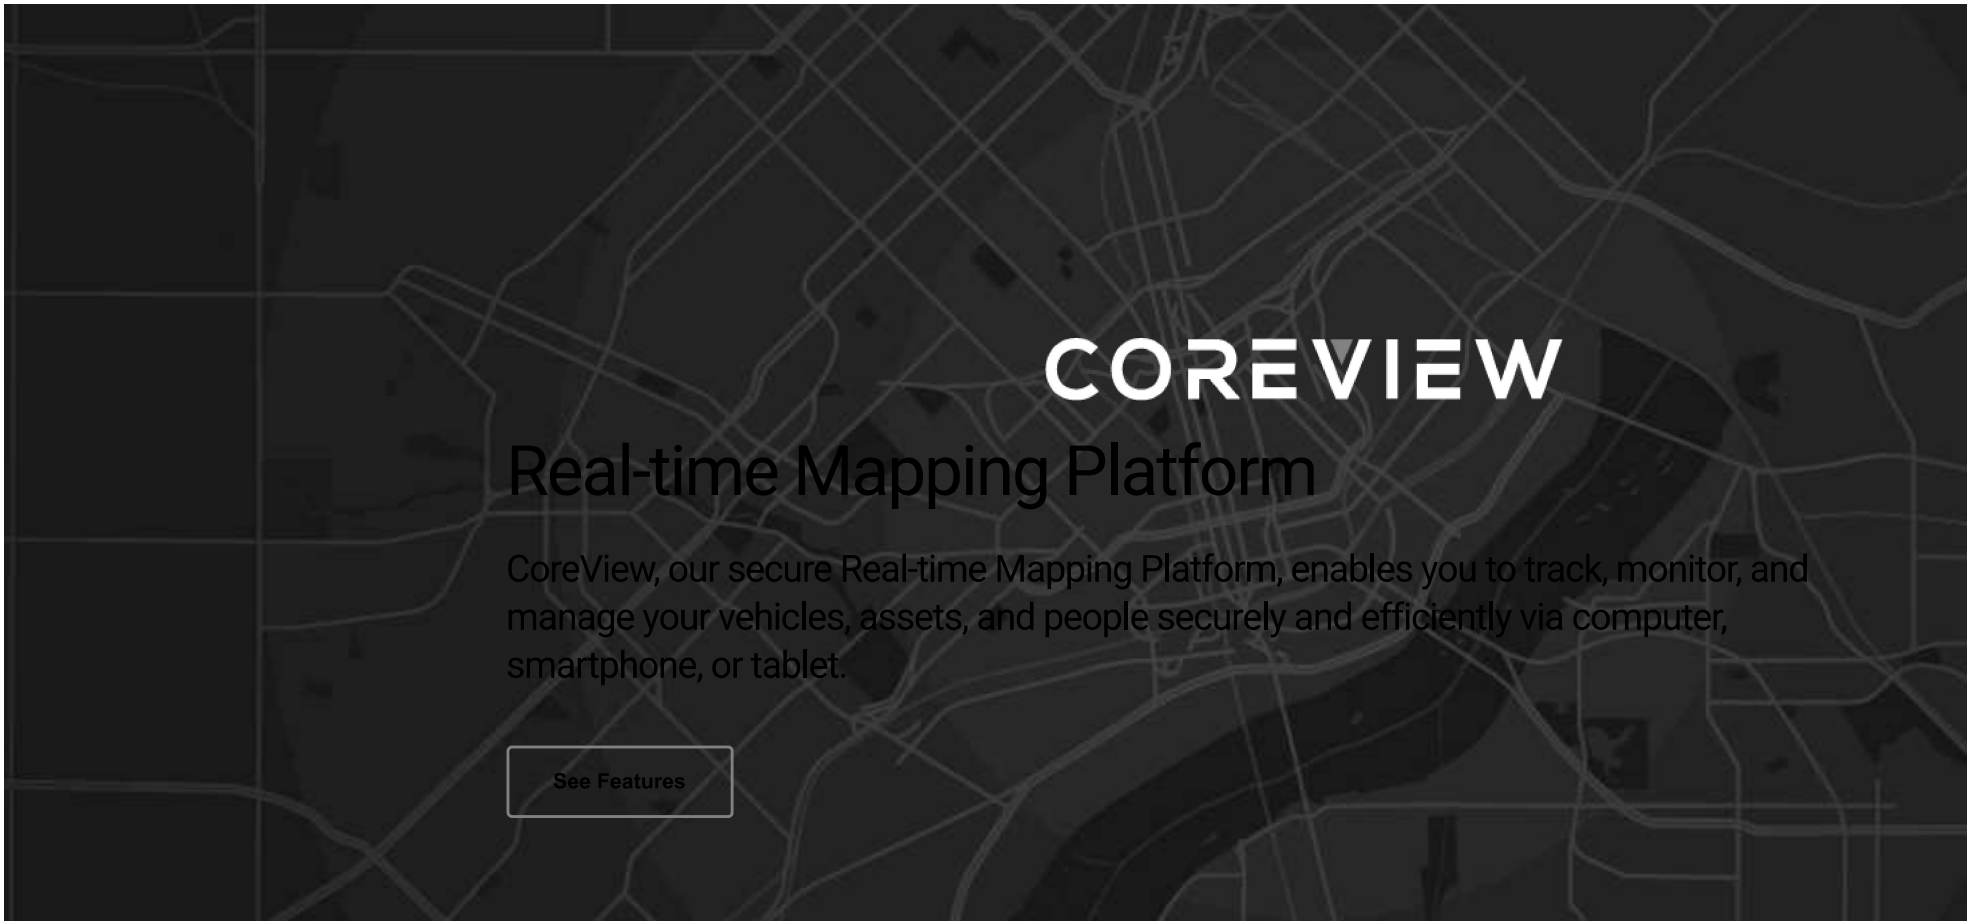 COREVIEW
Real-time Mapping Platform
CoreView, our secure Real-time Mapping Platform, enables you to track, monitor, and
manage your vehicles, assets, and people securely and efficiently via computer,
smartphone, or tablet.
See Features